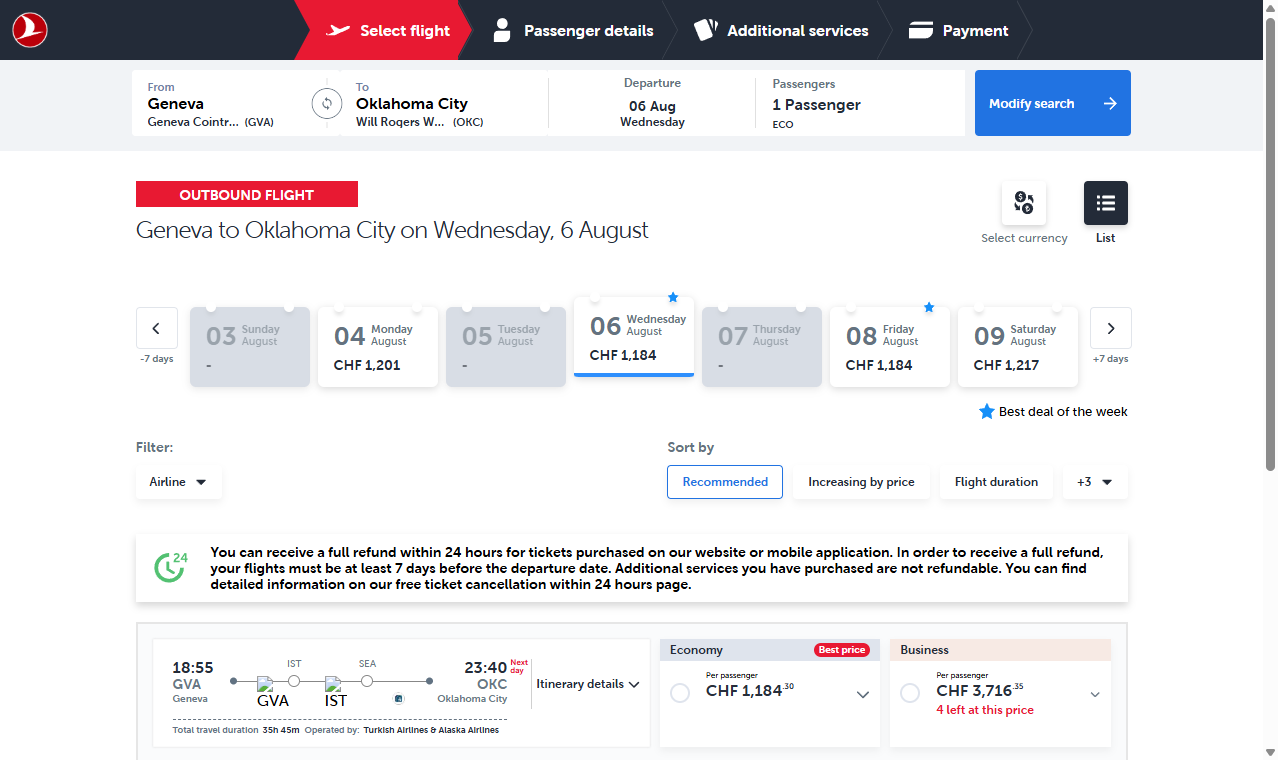 Select flight
Passenger details
Additional services
Payment
From
Geneva
Geneva Cointr... (GVA)
To
Oklahoma City
Will Rogers W... (OKC)
Departure
06 Aug
Wednesday
Passengers
1 Passenger
ECO
Modify search
OUTBOUND FLIGHT
Geneva to Oklahoma City on Wednesday, 6 August
Select currency
List
-7 days
03 Sunday August
-
04 Monday August
CHF 1,201
05 Tuesday August
-
06 Wednesday August
CHF 1,184
07 Thursday August
-
08 Friday August
CHF 1,184
09 Saturday August
CHF 1,217
+7 days
Best deal of the week
Filter:
Airline
Sort by
Recommended
Increasing by price
Flight duration
+3
24
You can receive a full refund within 24 hours for tickets purchased on our website or mobile application. In order to receive a full refund,
your flights must be at least 7 days before the departure date. Additional services you have purchased are not refundable. You can find
detailed information on our free ticket cancellation within 24 hours page.
18:55
GVA
Geneva
IST
SEA
GVA
IST
23:40 Next day
OKC
Oklahoma City
Itinerary details
Total travel duration 35h 45m Operated by: Turkish Airlines & Alaska Airlines
Economy
Best price
Per passenger
CHF 1,184.30
Business
Per passenger
CHF 3,716.35
4 left at this price